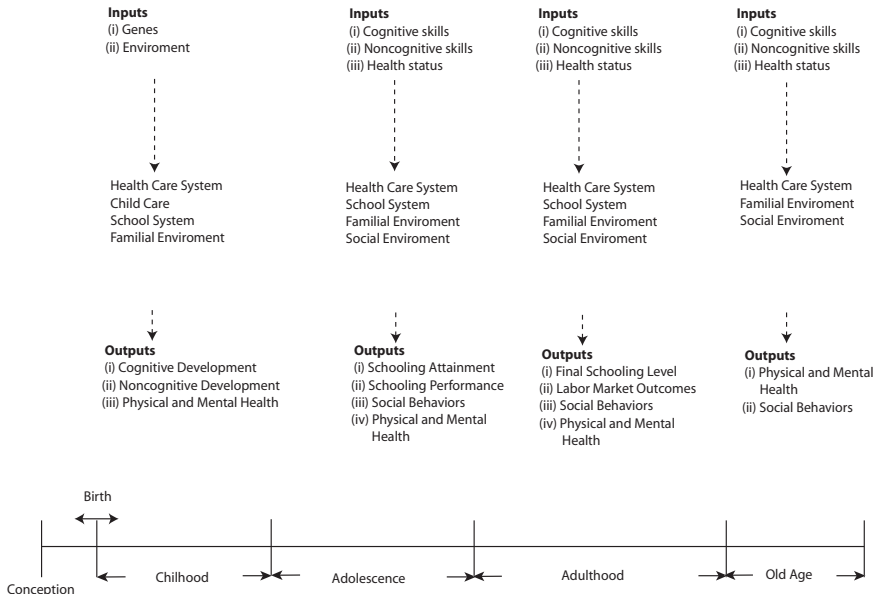 Inputs
(i) Genes
(ii) Enviroment
Health Care System
Child Care
School System
Familial Enviroment
Outputs
(i) Cognitive Development
(ii) Noncognitive Development
(iii) Physical and Mental Health
Inputs
(i) Cognitive skills
(ii) Noncognitive skills
(iii) Health status
Health Care System
School System
Familial Enviroment
Social Enviroment
Outputs
(i) Schooling Attainment
(ii) Schooling Performance
(iii) Social Behaviors
(iv) Physical and Mental
Health
Inputs
(i) Cognitive skills
(ii) Noncognitive skills
(iii) Health status
Health Care System
School System
Familial Enviroment
Social Enviroment
Outputs
(i) Final Schooling Level
(ii) Labor Market Outcomes
(iii) Social Behaviors
(iv) Physical and Mental
Health
Inputs
(i) Cognitive skills
(ii) Noncognitive skills
(iii) Health status
Health Care System
Familial Enviroment
Social Enviroment
Outputs
(i) Physical and Mental
Health
(ii) Social Behaviors
Birth
Conception
Chilhood
Adolescence
Adulthood
Old Age